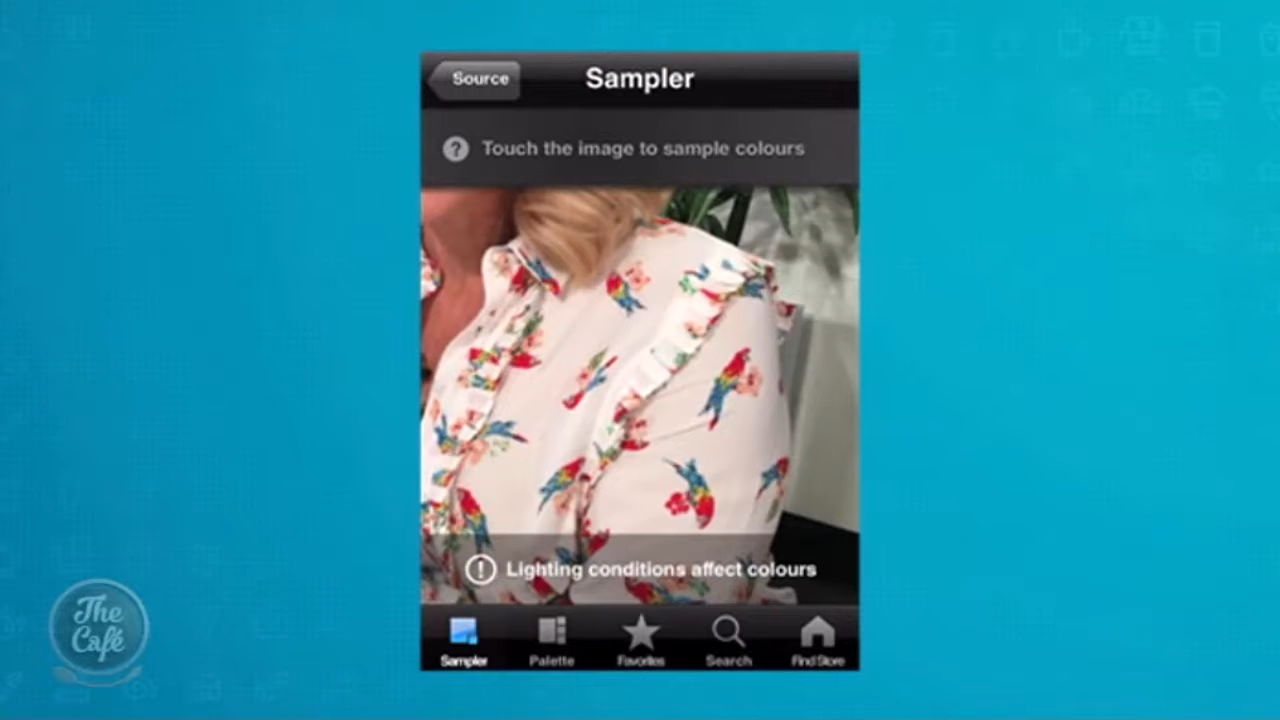 Source
Sampler
Touch the image to sample colours
Lighting conditions affect colours
Sampler
Palette
Favorites
Search
Find Store
The
Café